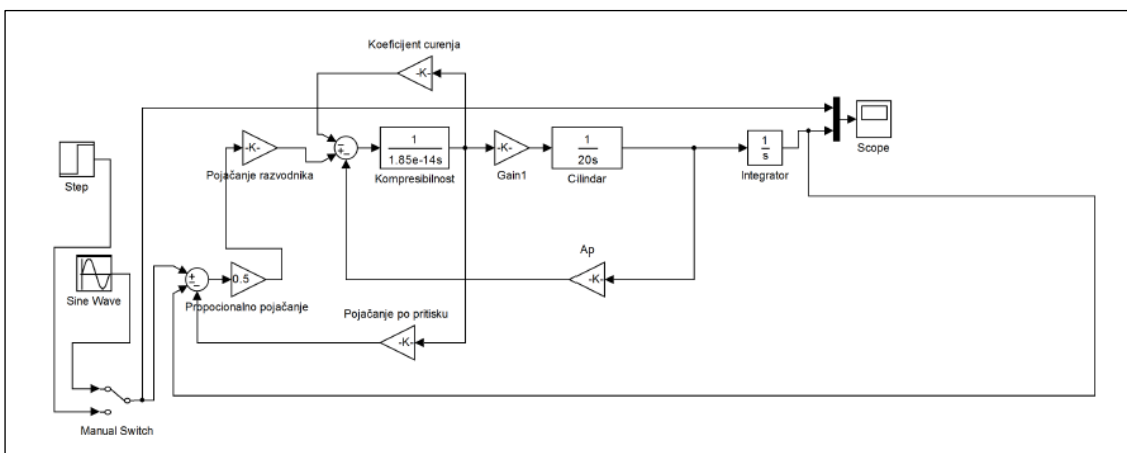 Koeficijent curenja
-K-
Step
-K-
Pojačanje razvodnika
1
1.85e-14s
Kompresibilnost
-K-
Gain1
1
20s
Cilindar
1
s
Integrator
Scope
Sine Wave
0.5
Propocionalno pojačanje
Ap
-K-
Pojačanje po pritisku
-K-
Manual Switch